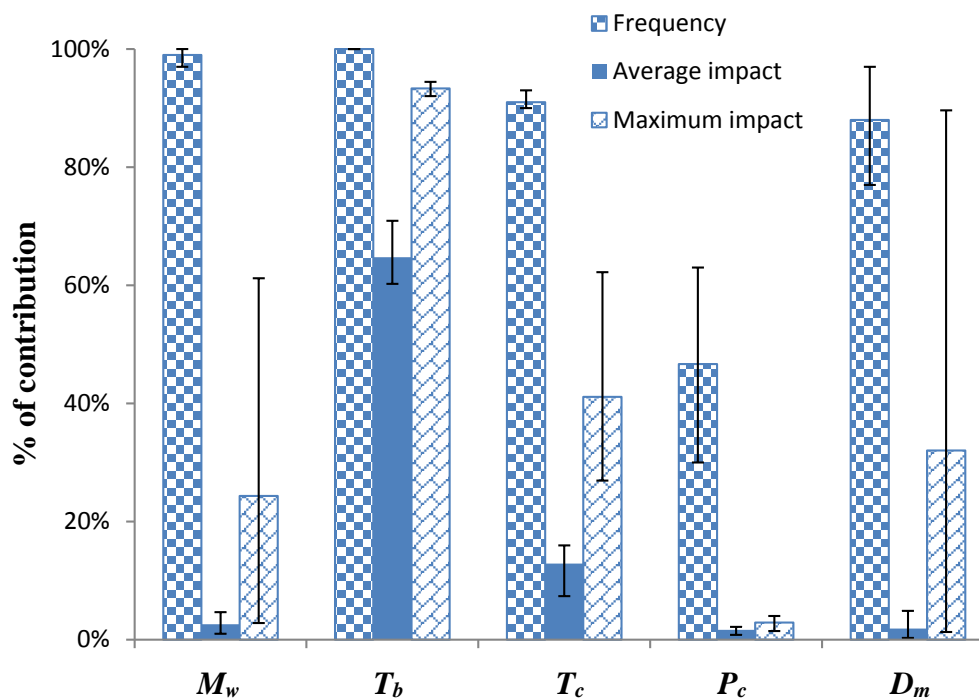 Frequency
Average impact
Maximum impact
100%
80%
60%
40%
20%
0%
% of contribution
Mw Tb Tc Pc Dm